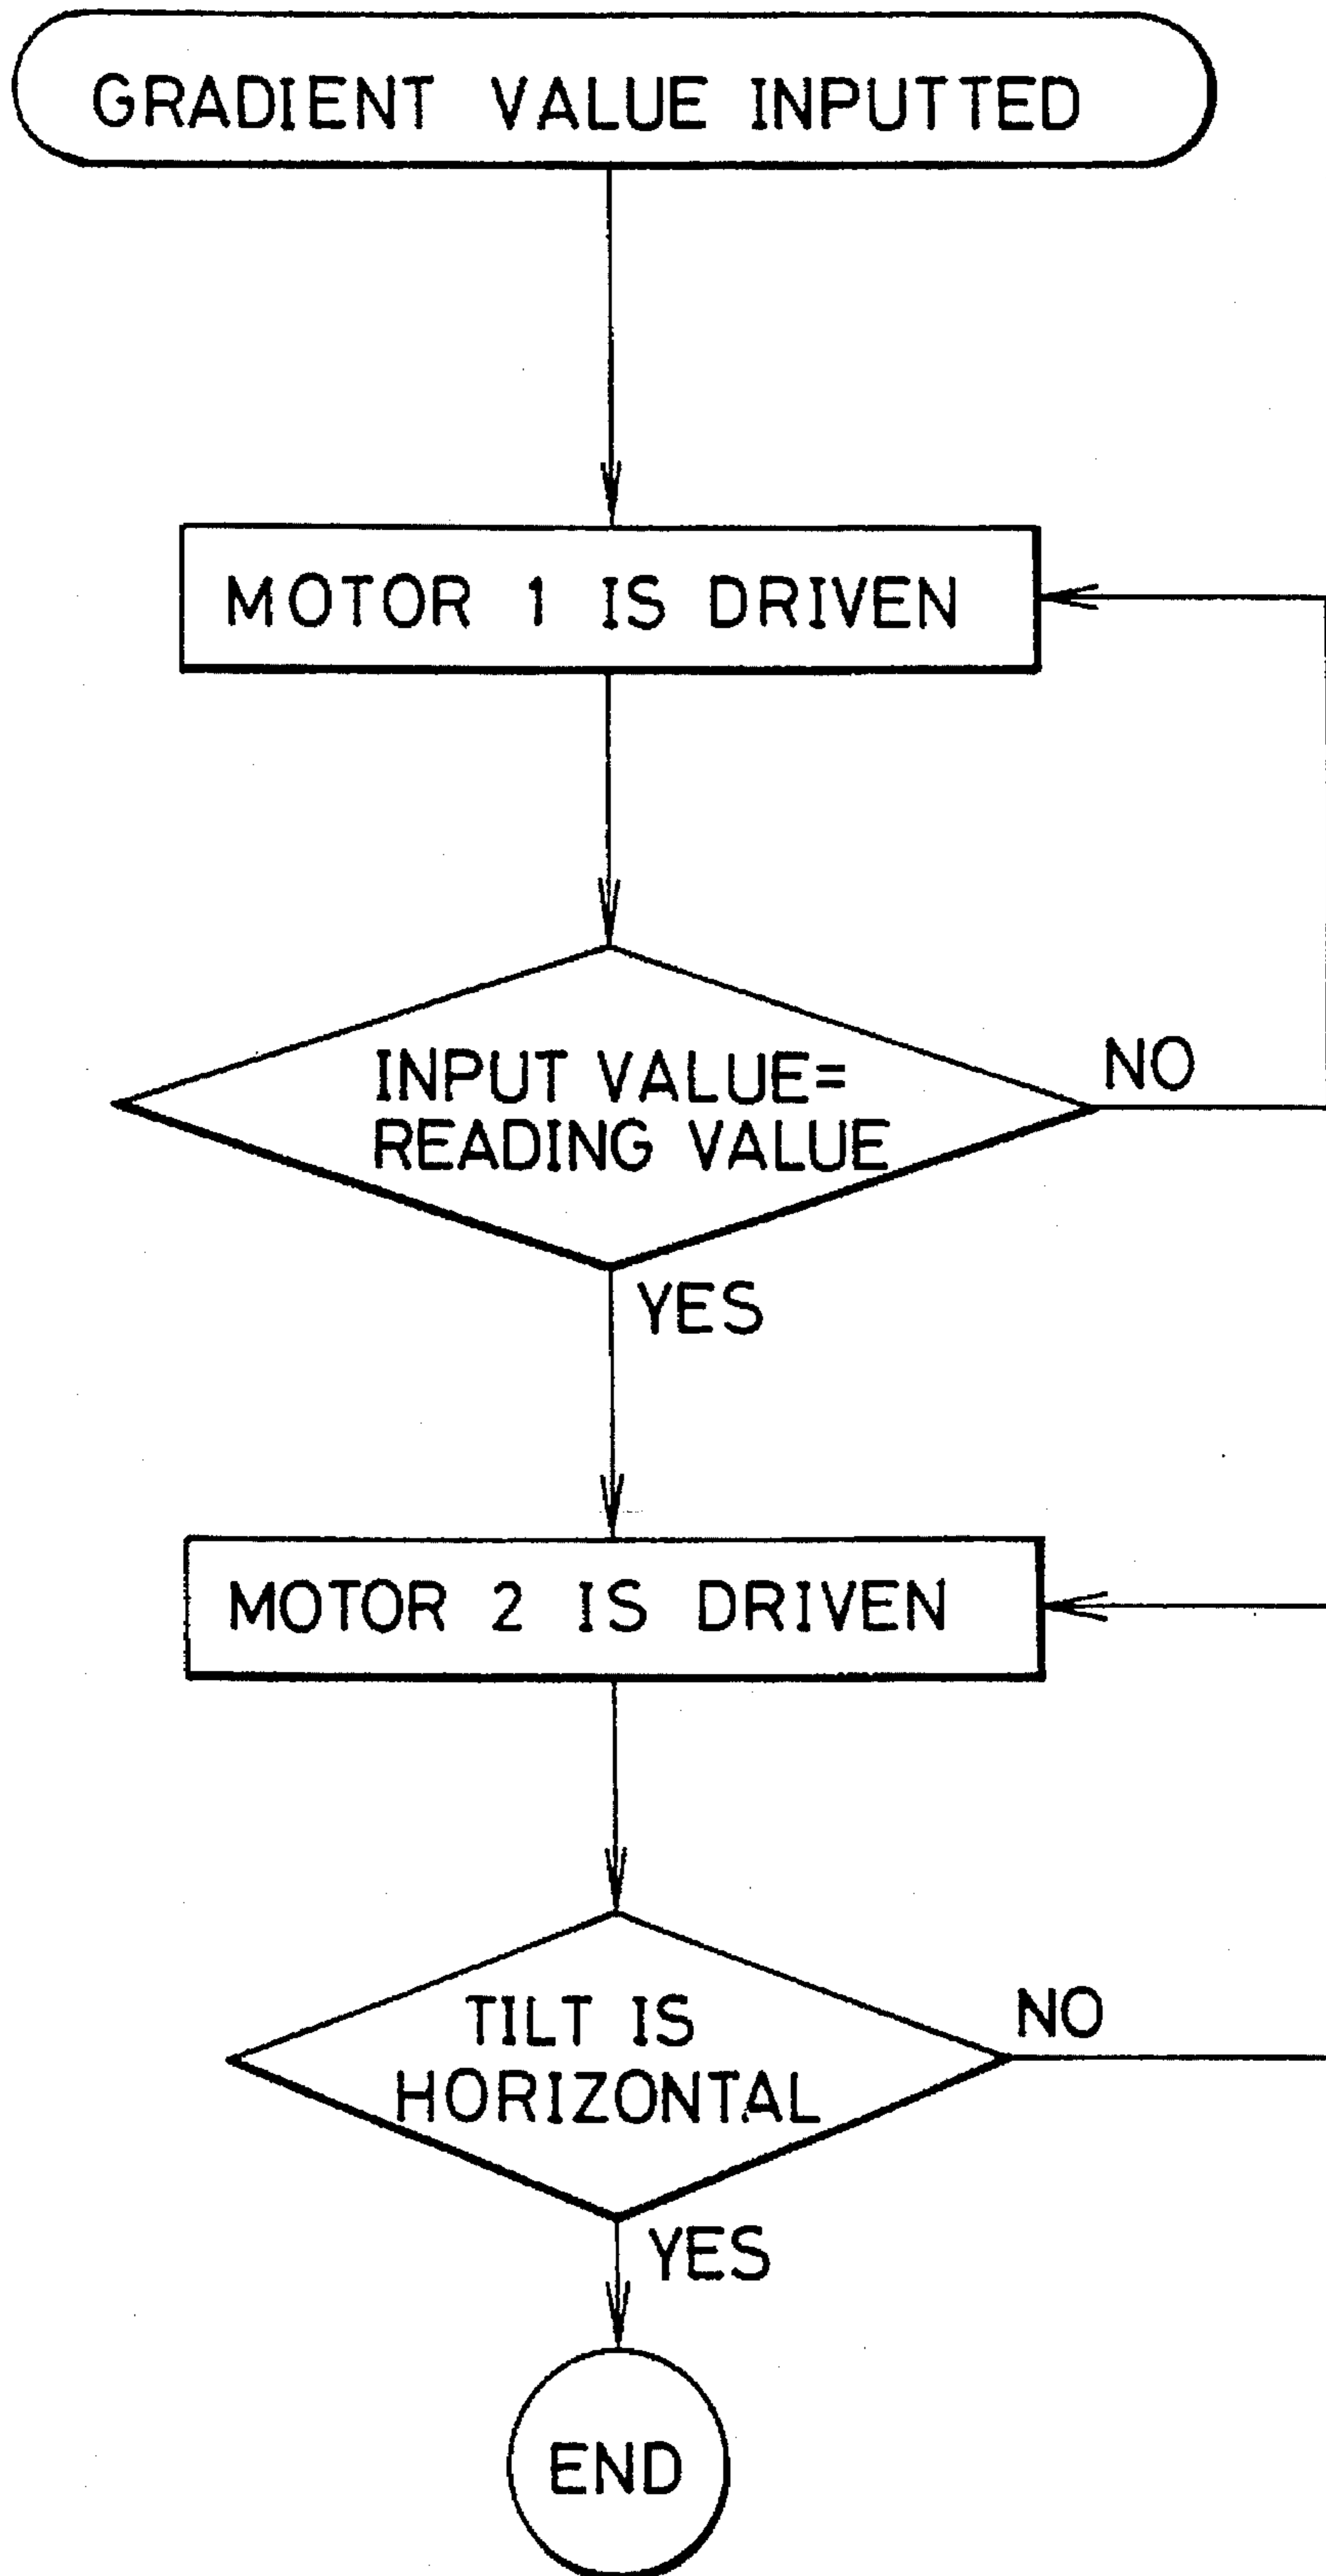 GRADIENT VALUE INPUTTED
MOTOR 1 IS DRIVEN
INPUT VALUE=
READING VALUE
NO
YES
MOTOR 2 IS DRIVEN
TILT IS
HORIZONTAL
NO
YES
END